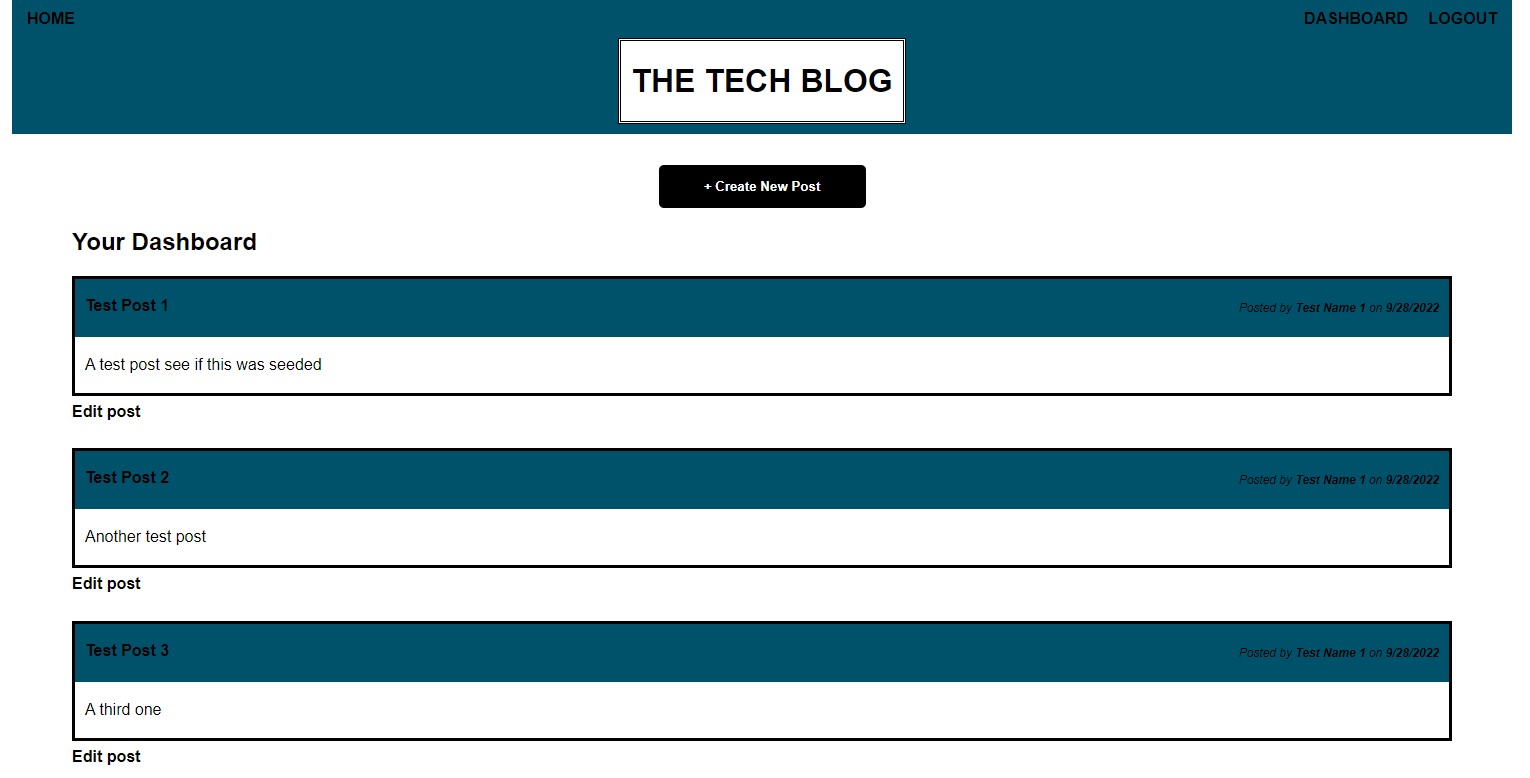 HOME DASHBOARD LOGOUT
THE TECH BLOG
+ Create New Post
Your Dashboard
Test Post 1 Posted by Test Name 1 on 9/28/2022
A test post see if this was seeded
Edit post
Test Post 2 Posted by Test Name 1 on 9/28/2022
Another test post
Edit post
Test Post 3 Posted by Test Name 1 on 9/28/2022
A third one
Edit post